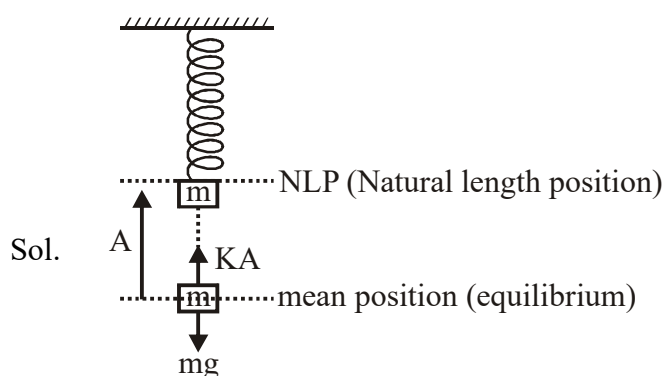 m
NLP (Natural length position)
Sol.
A
KA
m
mean position (equilibrium)
mg